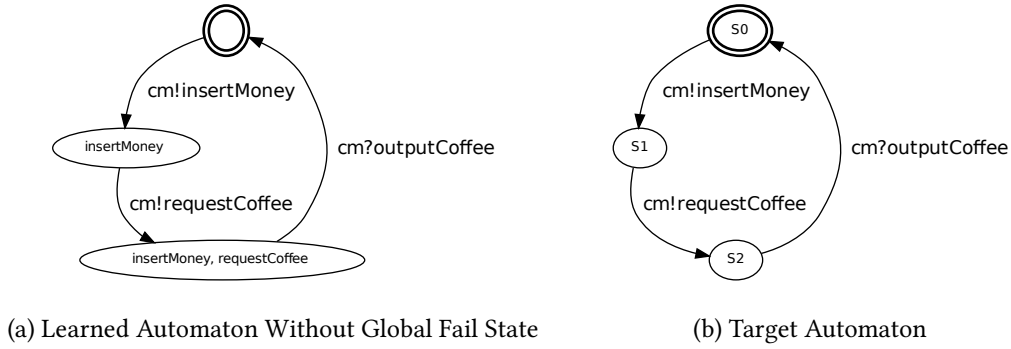 S0
cm!insertMoney
cm!insertMoney
insertMoney
cm?outputCoffee
S1
cm?outputCoffee
cm!requestCoffee
cm!requestCoffee
insertMoney, requestCoffee
S2
(a) Learned Automaton Without Global Fail State
(b) Target Automaton